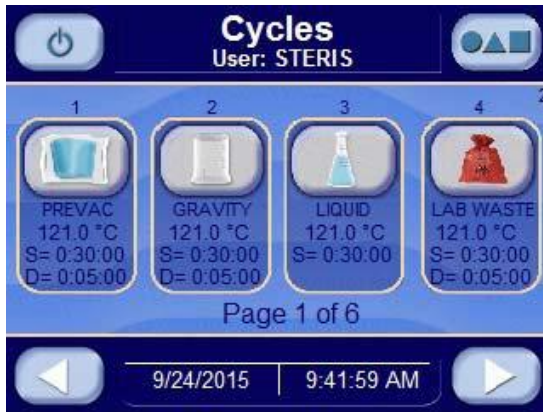 Cycles
User: STERIS
1 2 3 4
PREVAC GRAVITY LIQUID LAB WASTE
121.0 °C 121.0 °C 121.0 °C 121.0 °C
S= 0:30:00 S= 0:30:00 S= 0:30:00 S= 0:30:00
D= 0:05:00 D= 0:05:00 D= 0:05:00
Page 1 of 6
9/24/2015 9:41:59 AM